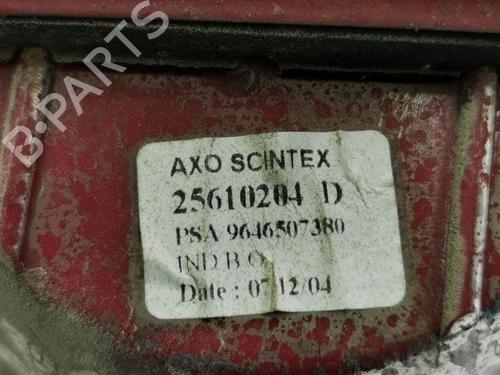 B-PARTS
AXO SCINTEX
25610204 D
PSA 9646507380
IND B O
Date : 07/12/04